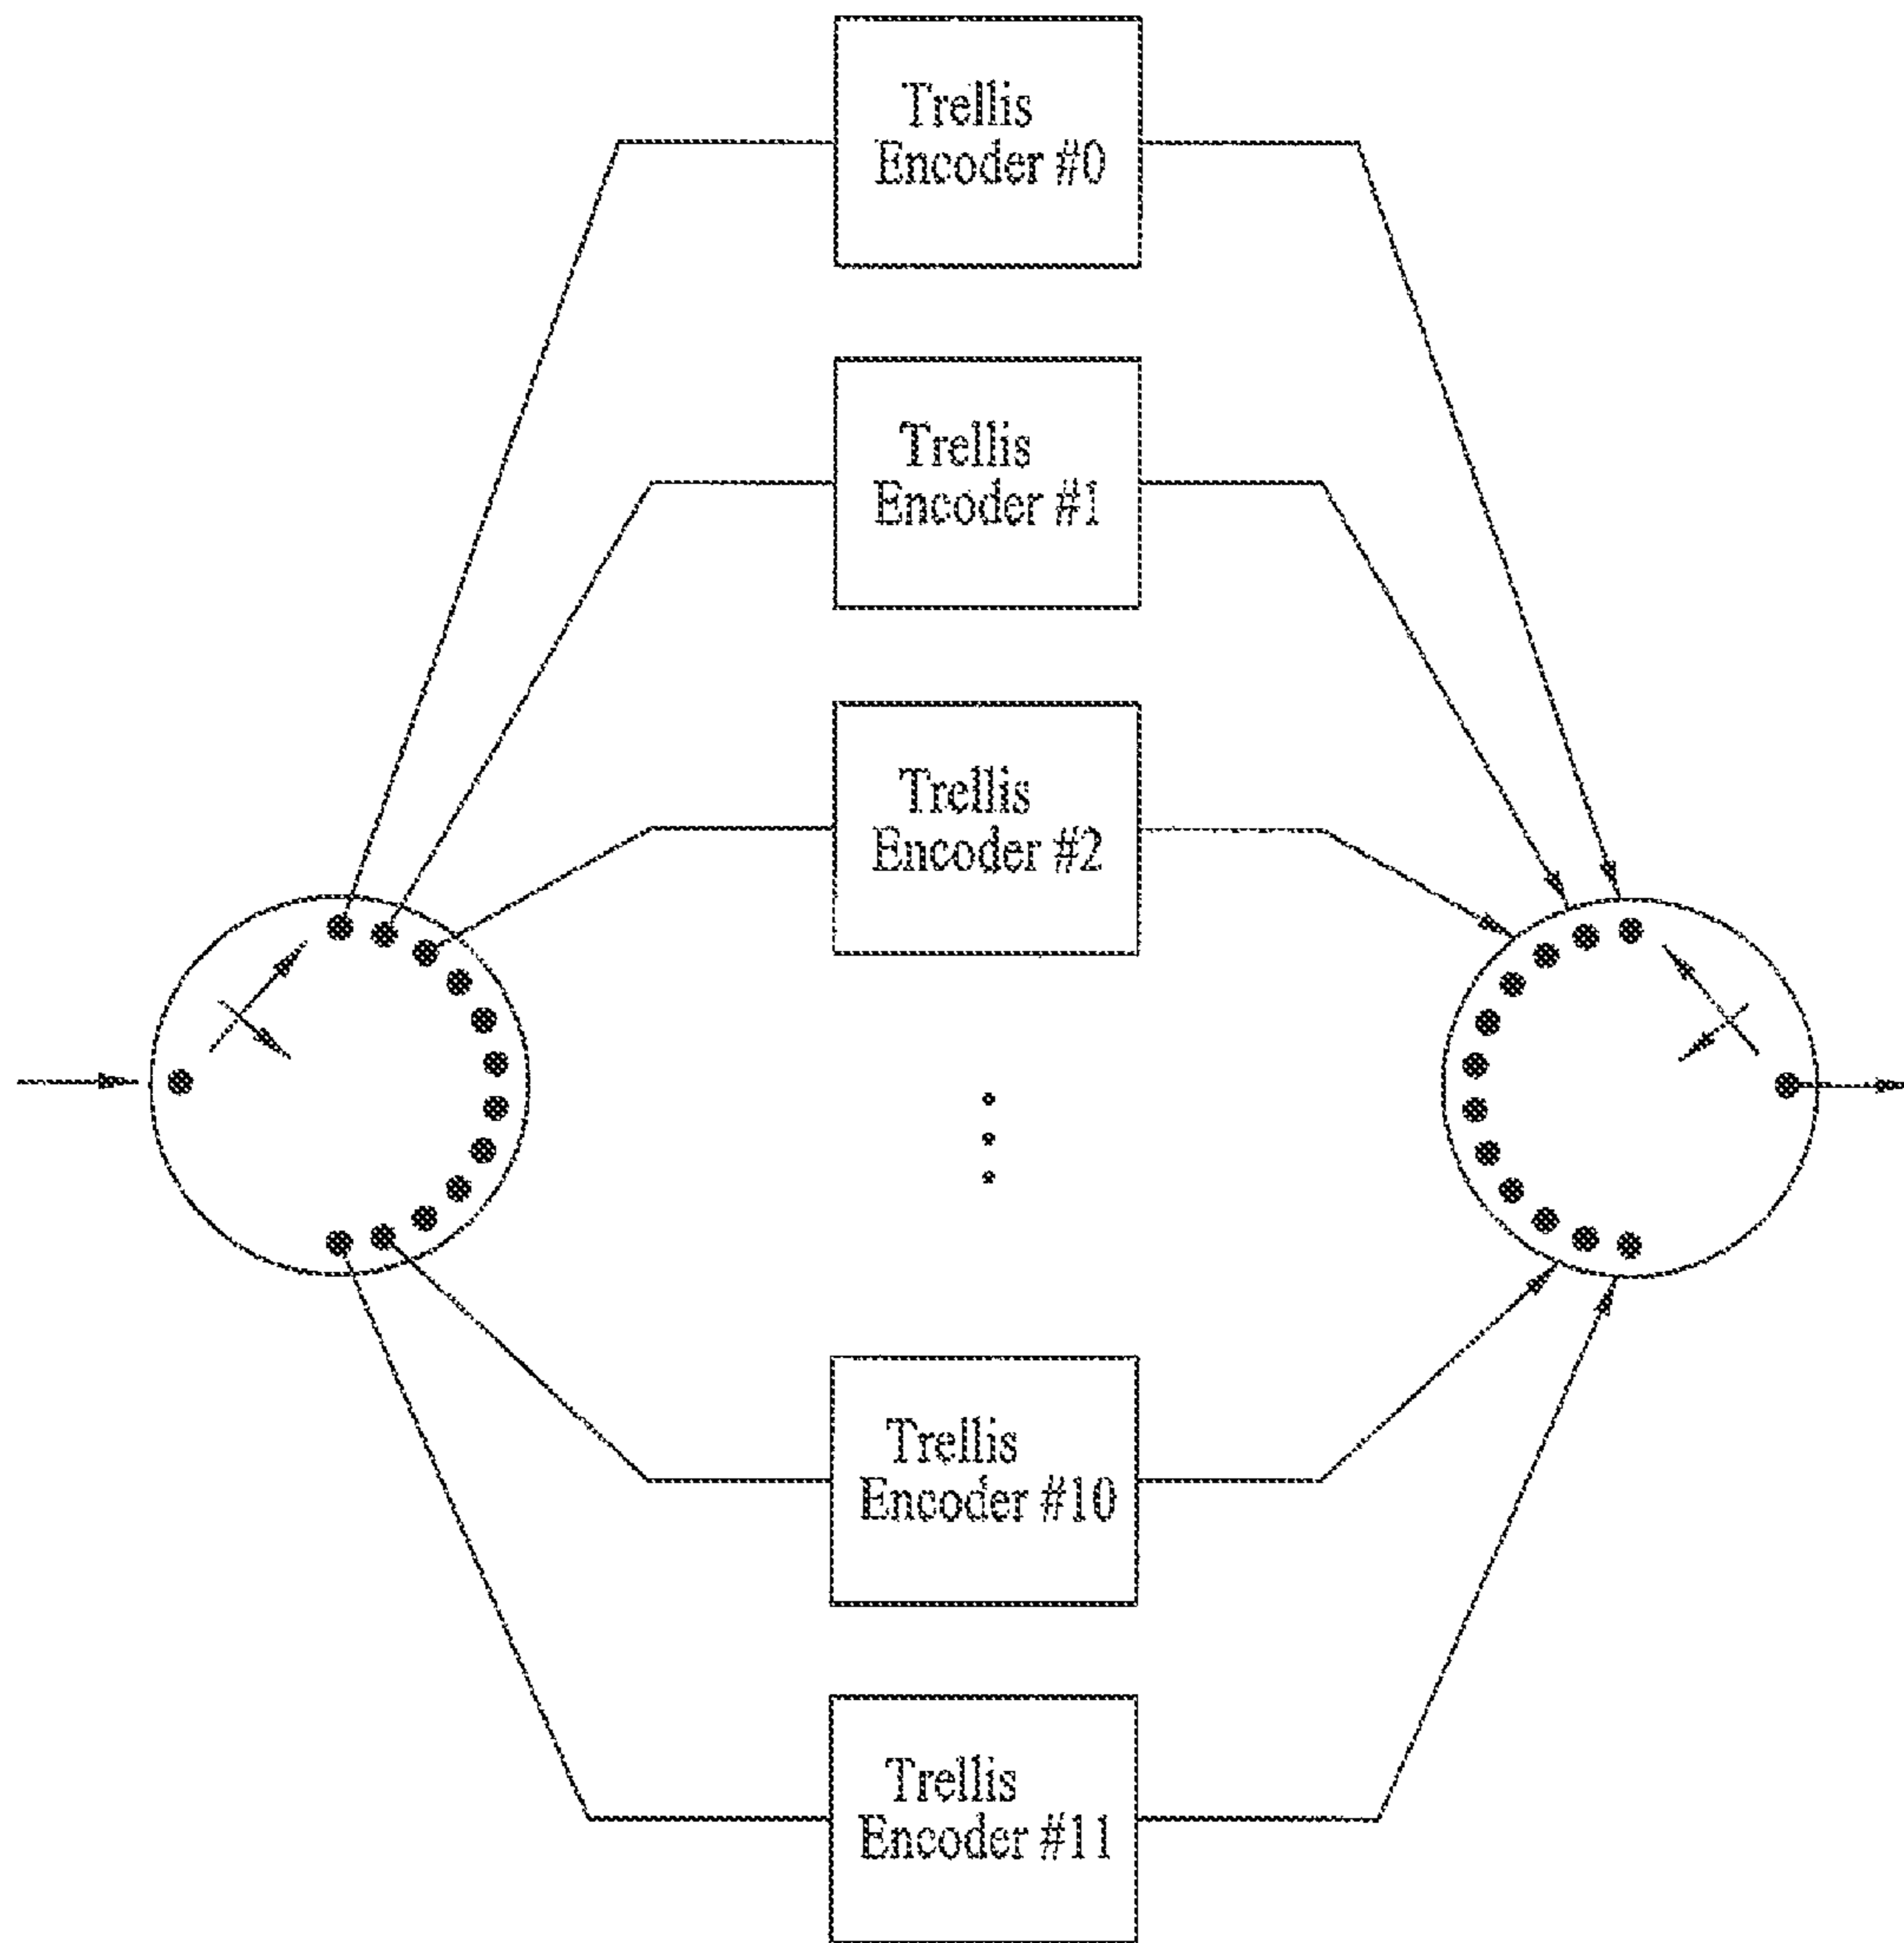 Trellis
Encoder #0
Trellis
Encoder #1
Trellis
Encoder #2
Trellis
Encoder #10
Trellis
Encoder #11